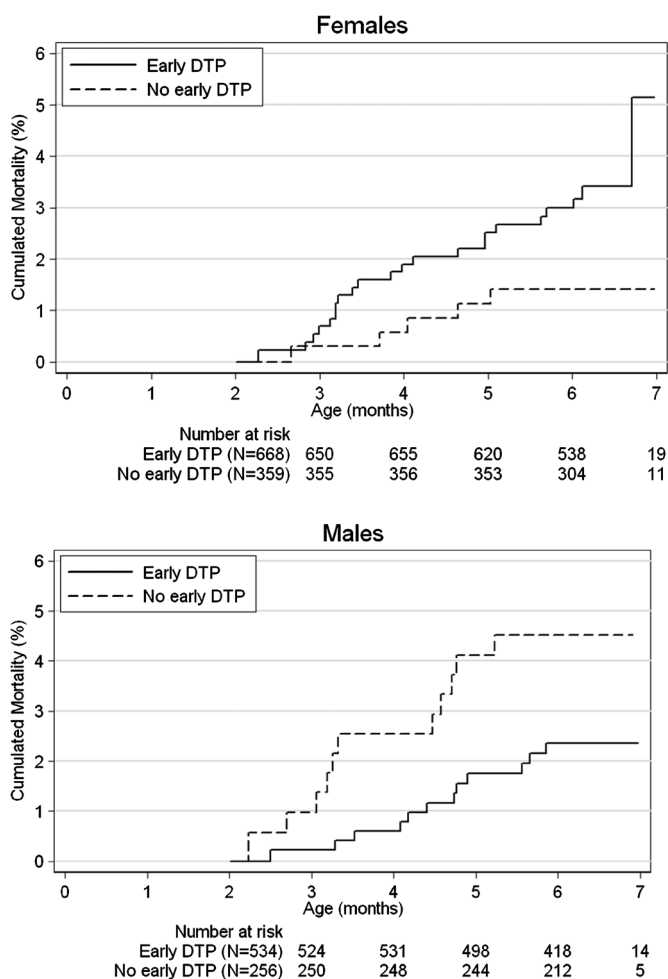 Females
Early DTP
No early DTP
Cumulated Mortality (%)
6
5
4
3
2
1
0
0 1 2 3 4 5 6 7
Age (months)
Number at risk
Early DTP (N=668) 650 655 620 538 19
No early DTP (N=359) 355 356 353 304 11
Males
Early DTP
No early DTP
Cumulated Mortality (%)
6
5
4
3
2
1
0
0 1 2 3 4 5 6 7
Age (months)
Number at risk
Early DTP (N=534) 524 531 498 418 14
No early DTP (N=256) 250 248 244 212 5